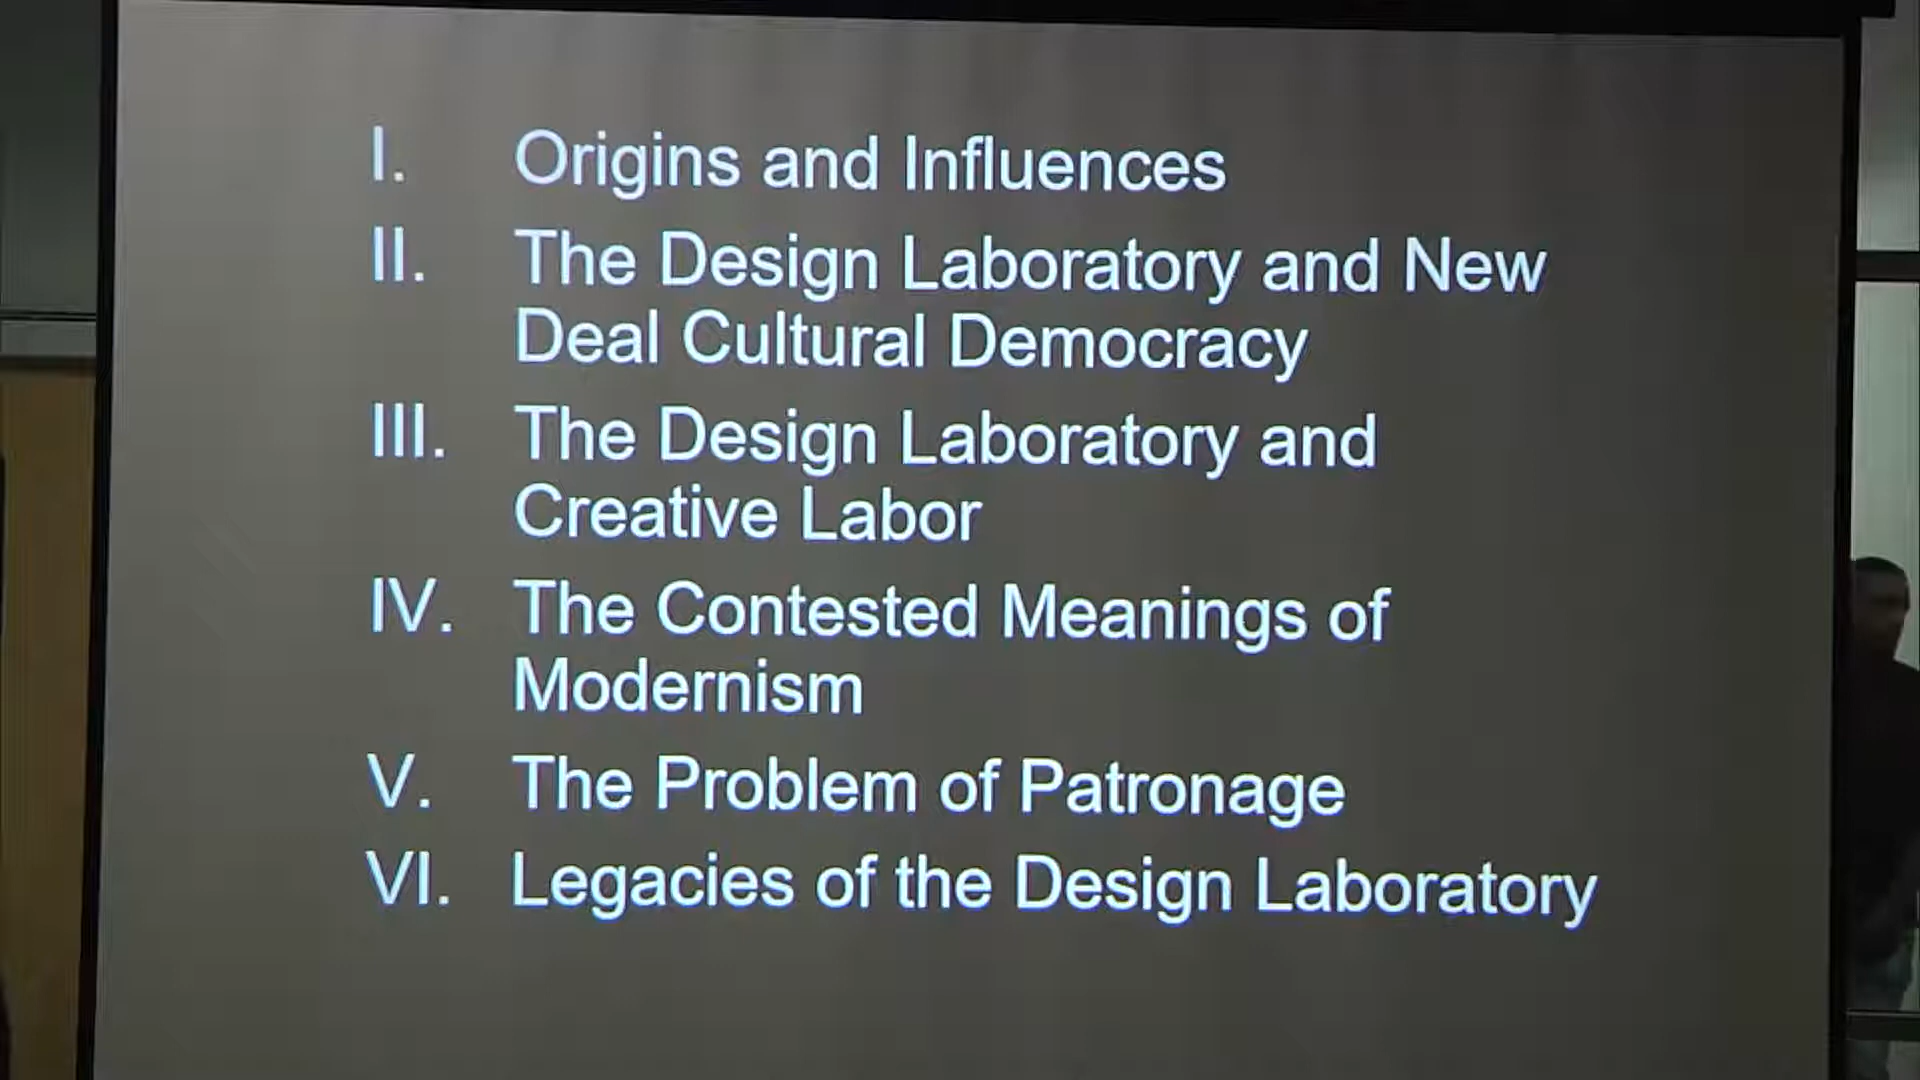 I. Origins and Influences
II. The Design Laboratory and New
Deal Cultural Democracy
III. The Design Laboratory and
Creative Labor
IV. The Contested Meanings of
Modernism
V. The Problem of Patronage
VI. Legacies of the Design Laboratory